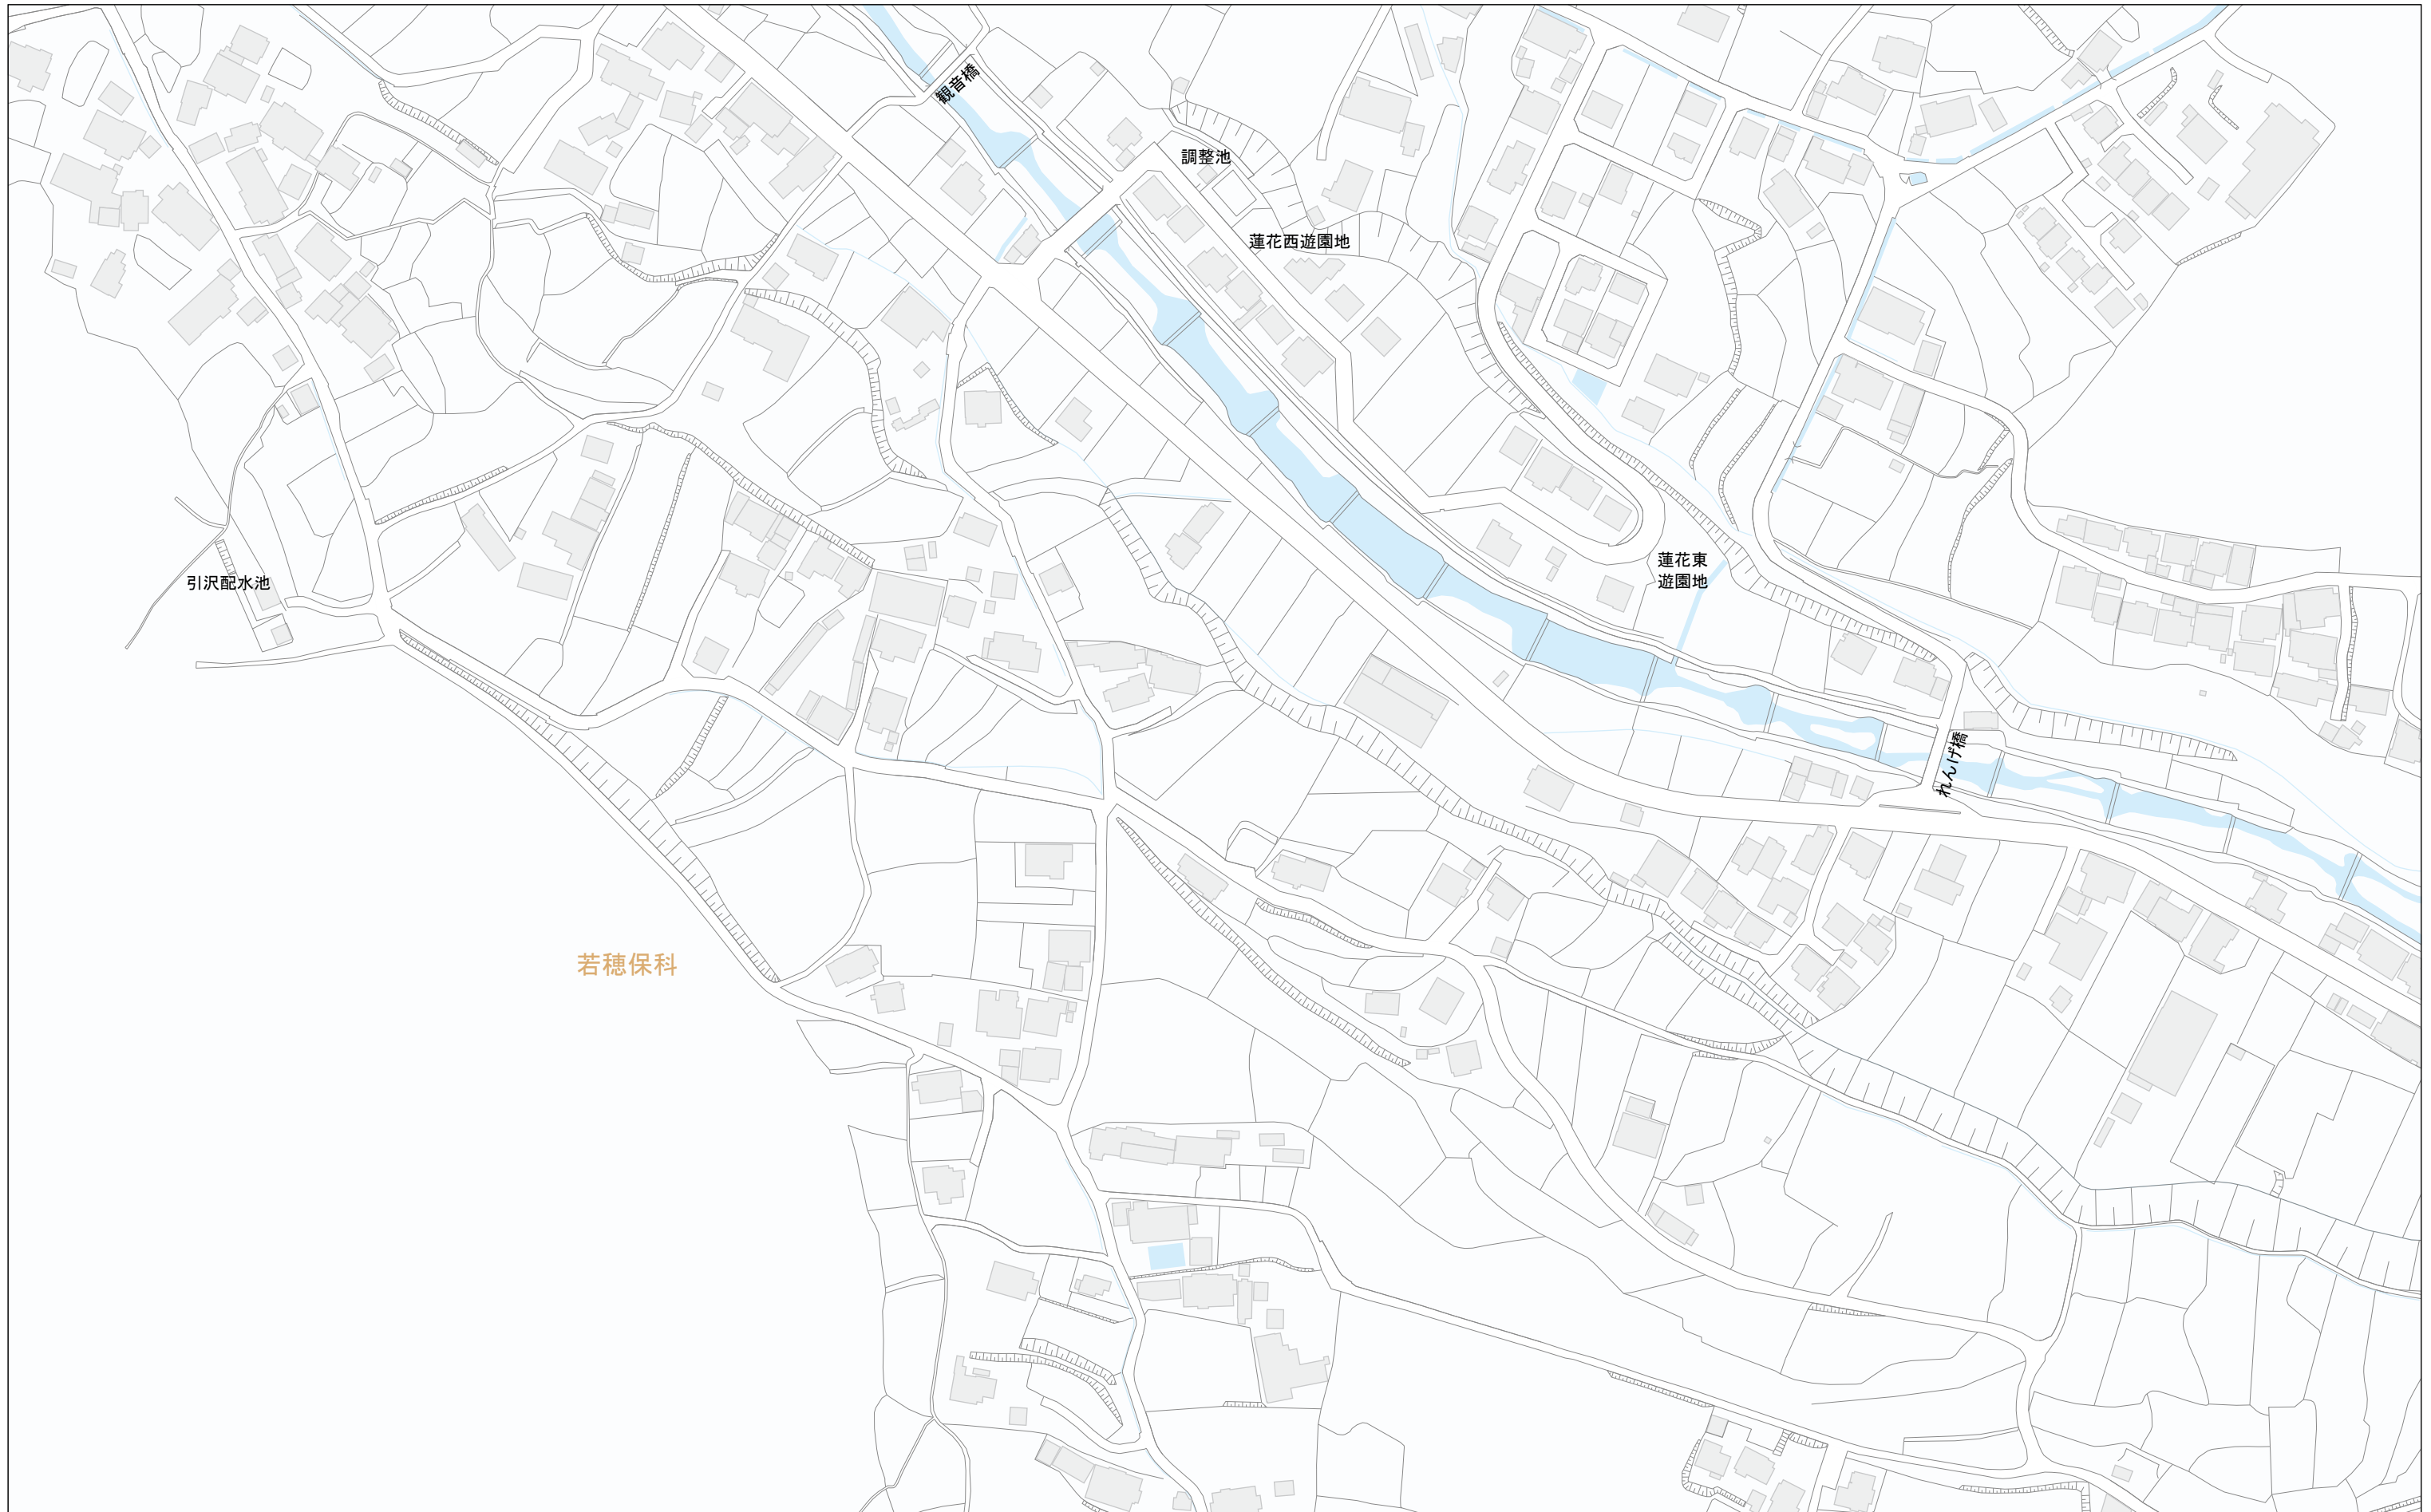 観音橋
調整池
蓮花西遊園地
蓮花東
遊園地
引沢配水池
れんげ橋
若穂保科